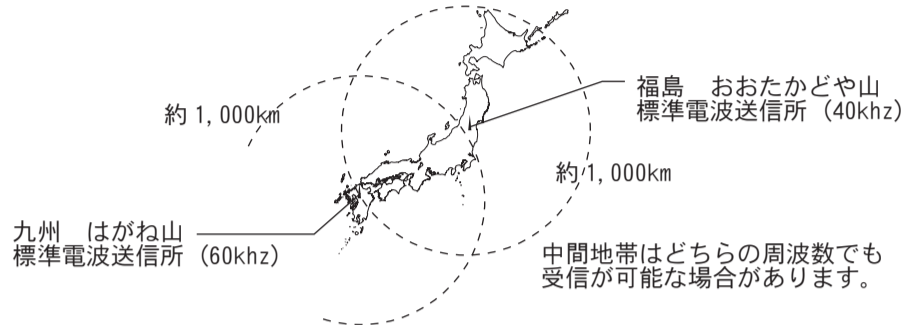 福島　おおたかどや山
標準電波送信所（40khz）
約1,000km
約1,000km
九州　はがね山
標準電波送信所（60khz）
中間地帯はどちらの周波数でも
受信が可能な場合があります。